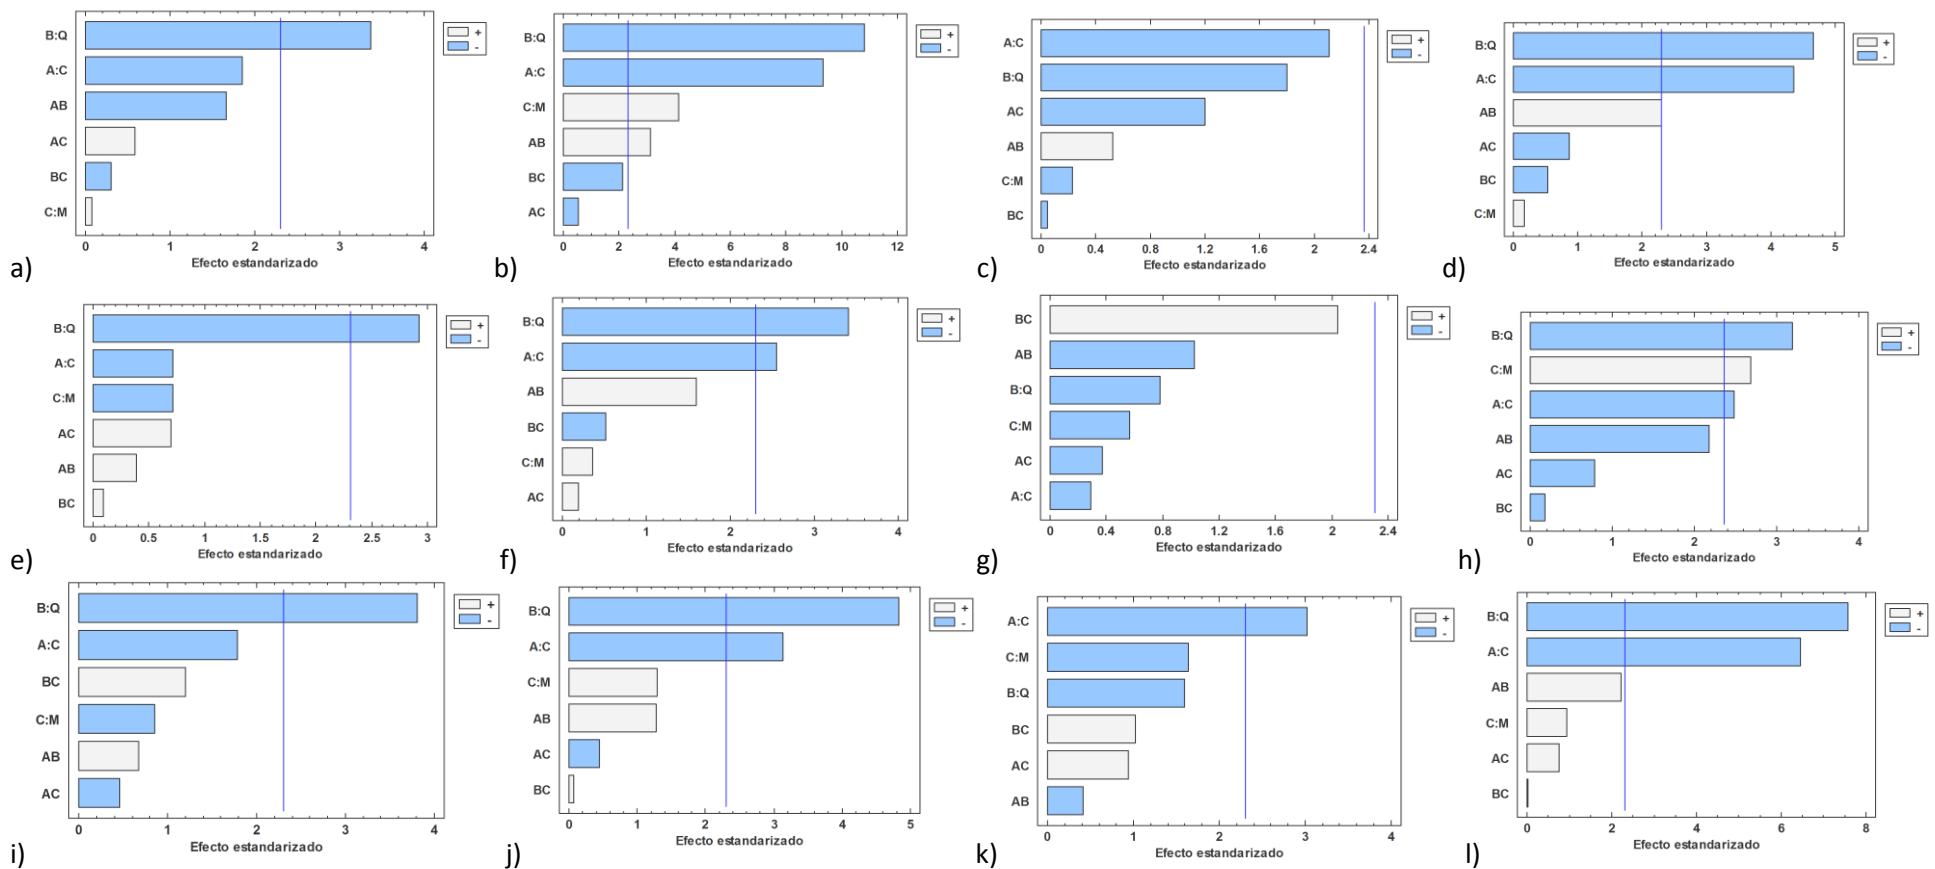 B:Q
A:C
AB
AC
BC
C:M
0 1 2 3 4
Efecto estandarizado
+
-
a)
B:Q
A:C
C:M
AB
BC
AC
0 2 4 6 8 10 12
Efecto estandarizado
+
-
b)
A:C
B:Q
AC
AB
C:M
BC
0 0.4 0.8 1.2 1.6 2 2.4
Efecto estandarizado
+
-
c)
B:Q
A:C
AB
AC
BC
C:M
0 1 2 3 4 5
Efecto estandarizado
+
-
d)
B:Q
A:C
C:M
AC
AB
BC
0 0.5 1 1.5 2 2.5 3
Efecto estandarizado
+
-
e)
B:Q
A:C
AB
BC
C:M
AC
0 1 2 3 4
Efecto estandarizado
+
-
f)
BC
AB
B:Q
C:M
AC
A:C
0 0.4 0.8 1.2 1.6 2 2.4
Efecto estandarizado
+
-
g)
B:Q
C:M
A:C
AB
AC
BC
0 1 2 3 4
Efecto estandarizado
+
-
h)
B:Q
A:C
BC
C:M
AB
AC
0 1 2 3 4
Efecto estandarizado
+
-
i)
B:Q
A:C
C:M
AB
AC
BC
0 1 2 3 4 5
Efecto estandarizado
+
-
j)
A:C
C:M
B:Q
BC
AC
AB
0 1 2 3 4
Efecto estandarizado
+
-
k)
B:Q
A:C
AB
C:M
AC
BC
0 2 4 6 8
Efecto estandarizado
+
-
l)